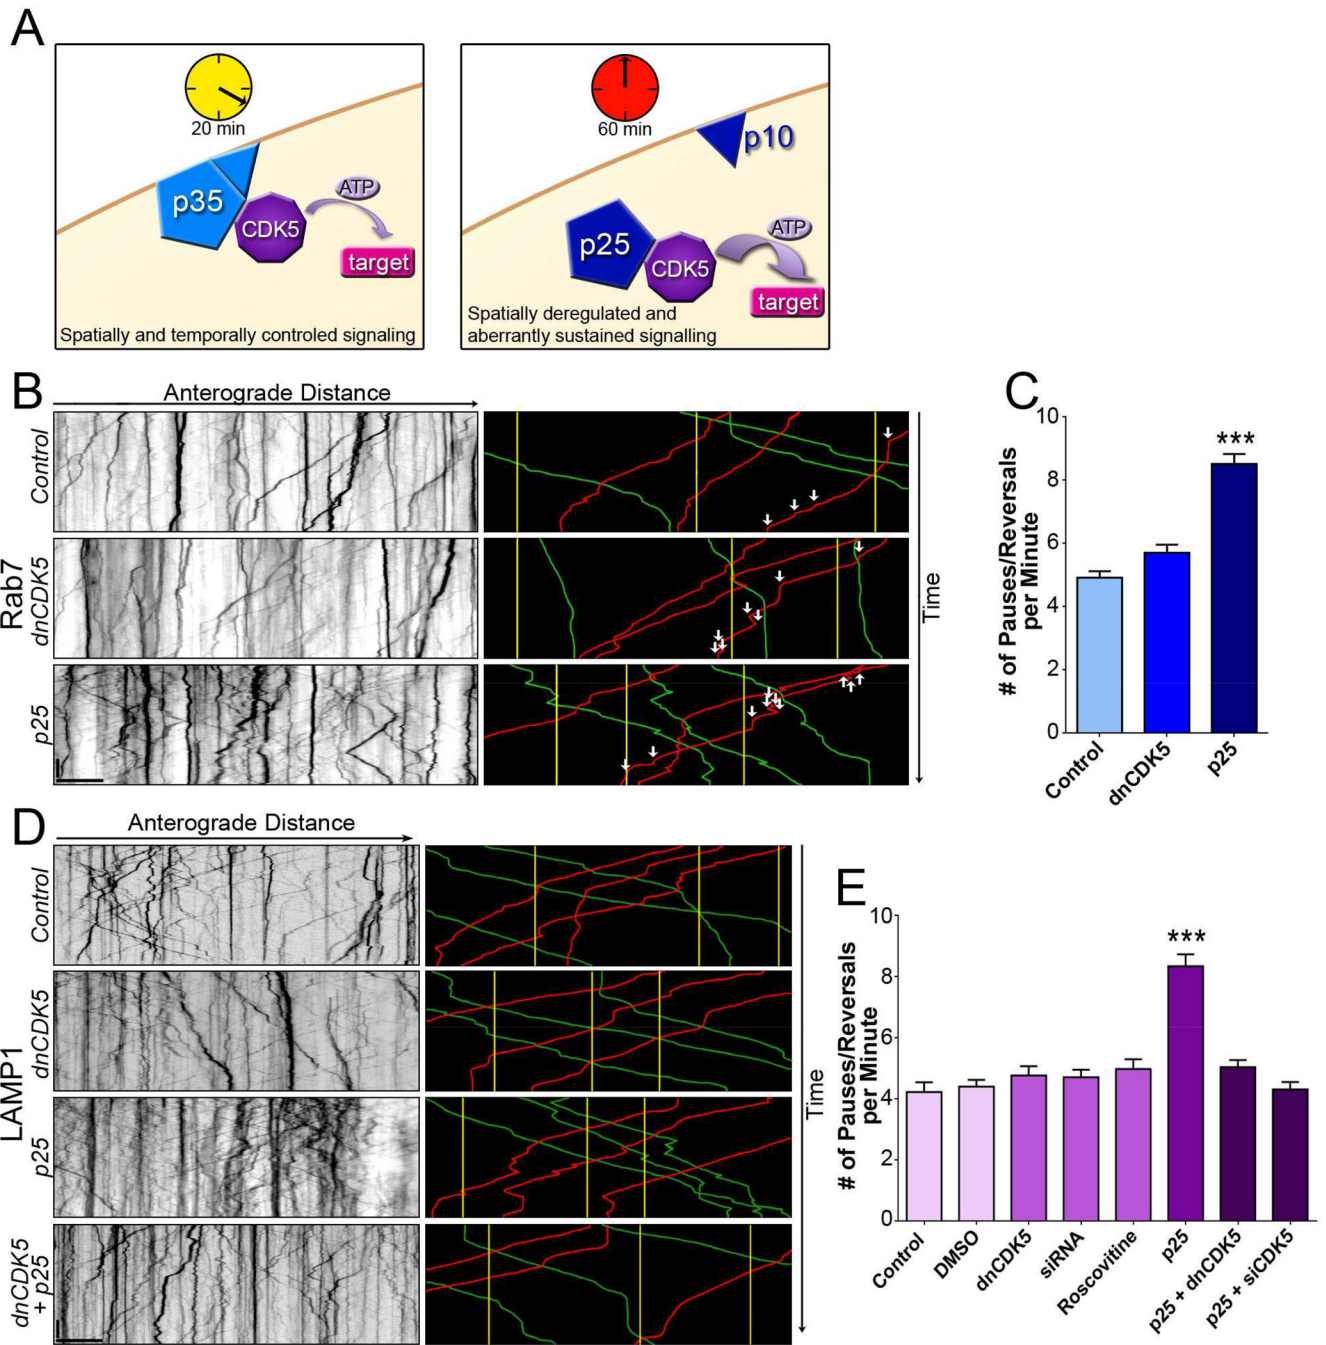 A
20 min
p35
CDK5
ATP
target
Spatially and temporally controled signaling
60 min
p10
p25
CDK5
ATP
target
Spatially deregulated and
aberrantly sustained signalling
B
Anterograde Distance
Rab7
Control
dnCDK5
p25
Time
C
# of Pauses/Reversals
per Minute
10
8
6
4
2
0
***
Control
dnCDK5
p25
D
Anterograde Distance
LAMP1
Control
dnCDK5
p25
dnCDK5
+ p25
Time
E
# of Pauses/Reversals
per Minute
10
8
6
4
2
0
***
Control
DMSO
dnCDK5
siRNA
Roscovitine
p25
p25 + dnCDK5
p25 + siCDK5